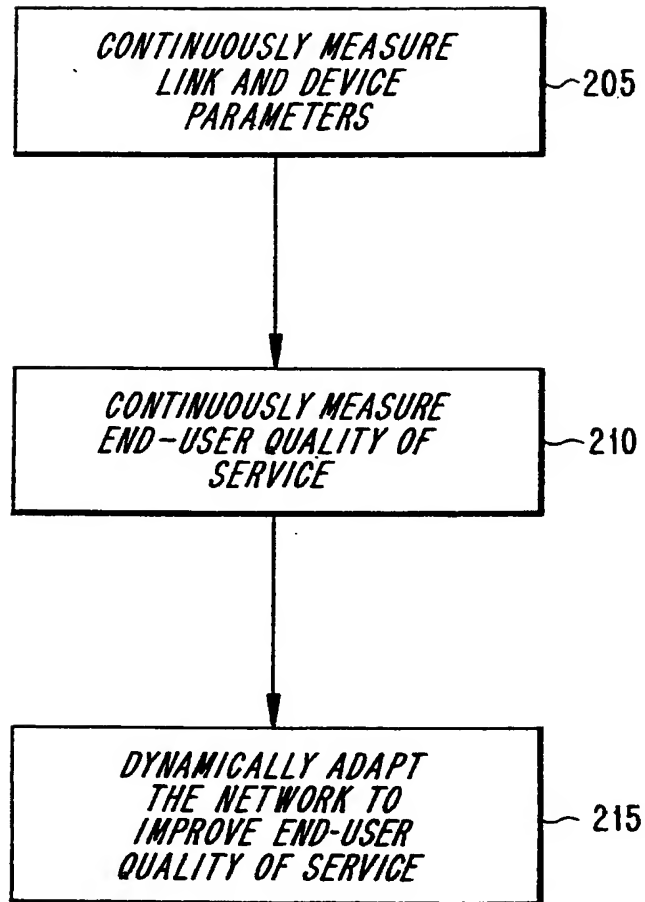 CONTINUOUSLY MEASURE
LINK AND DEVICE
PARAMETERS
205
CONTINUOUSLY MEASURE
END-USER QUALITY OF
SERVICE
210
DYNAMICALLY ADAPT
THE NETWORK TO
IMPROVE END-USER
QUALITY OF SERVICE
215